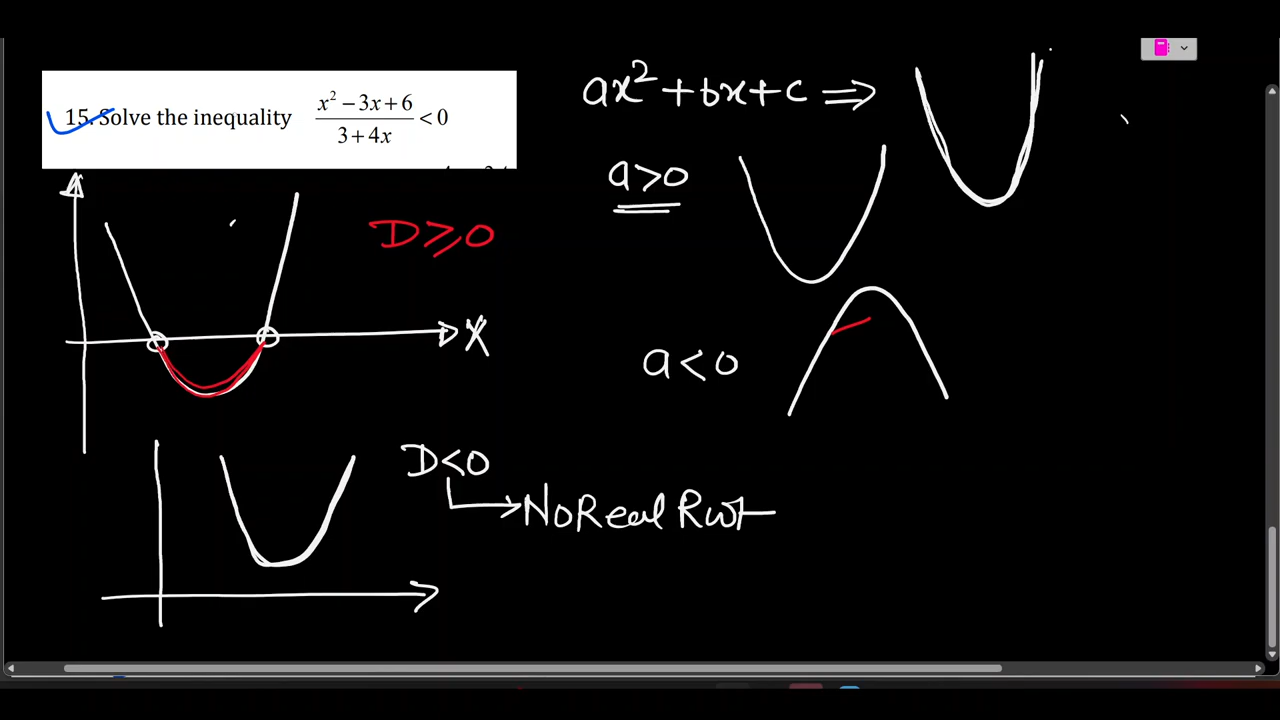 15. Solve the inequality x² − 3x + 6 / 3 + 4x < 0
ax² + bx + c ⇒
a > 0
D ≥ 0
X
a < 0
D < 0
No Real Root